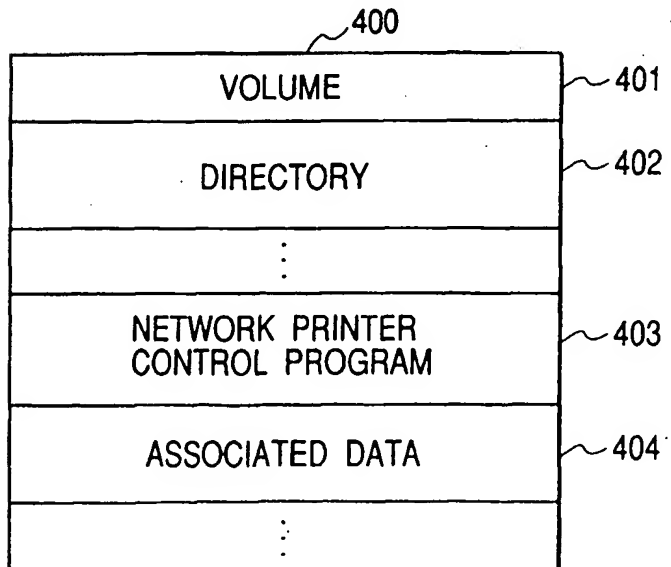 400
VOLUME 401
DIRECTORY 402
⋮
NETWORK PRINTER
CONTROL PROGRAM 403
ASSOCIATED DATA 404
⋮